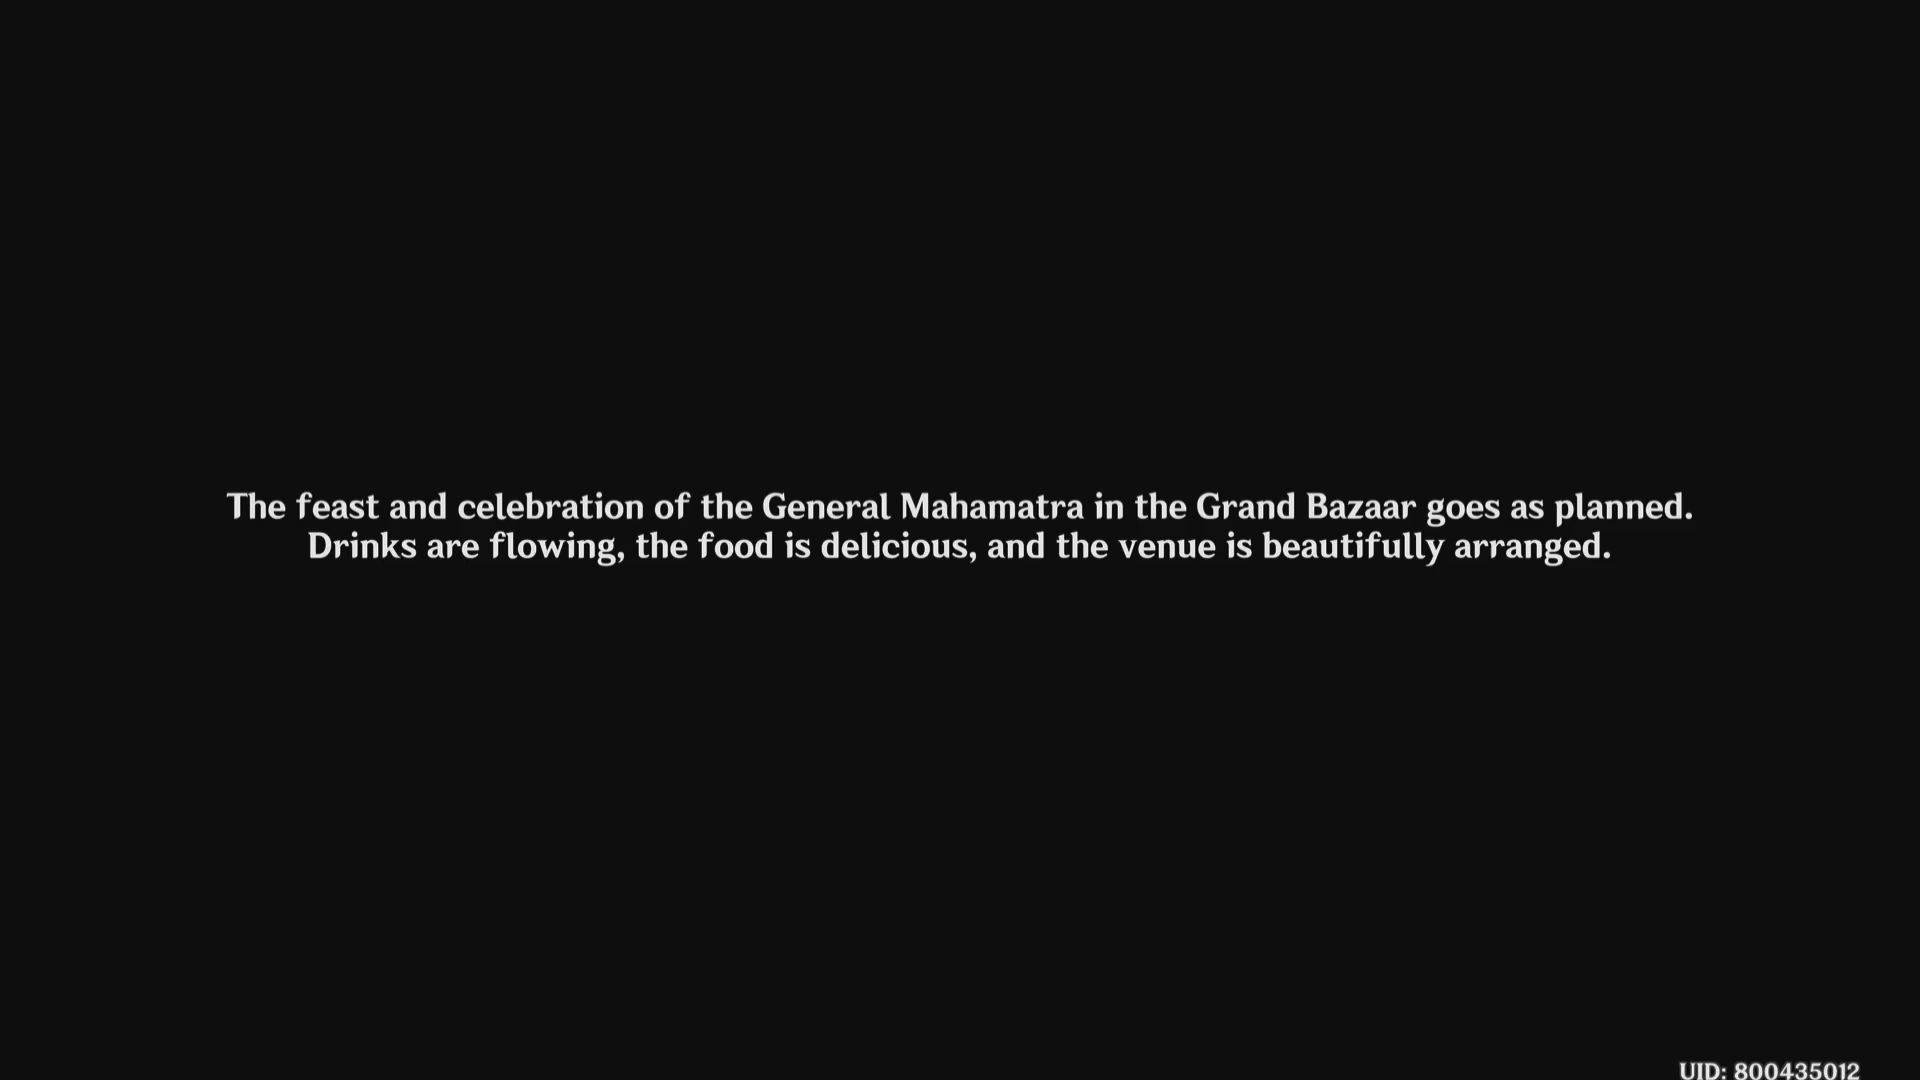 The feast and celebration of the General Mahamatra in the Grand Bazaar goes as planned.
Drinks are flowing, the food is delicious, and the venue is beautifully arranged.
UID: 800435012